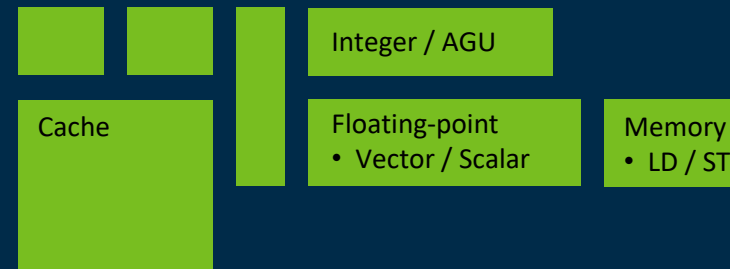 Integer / AGU
Cache
Floating-point
• Vector / Scalar
Memory
• LD / ST